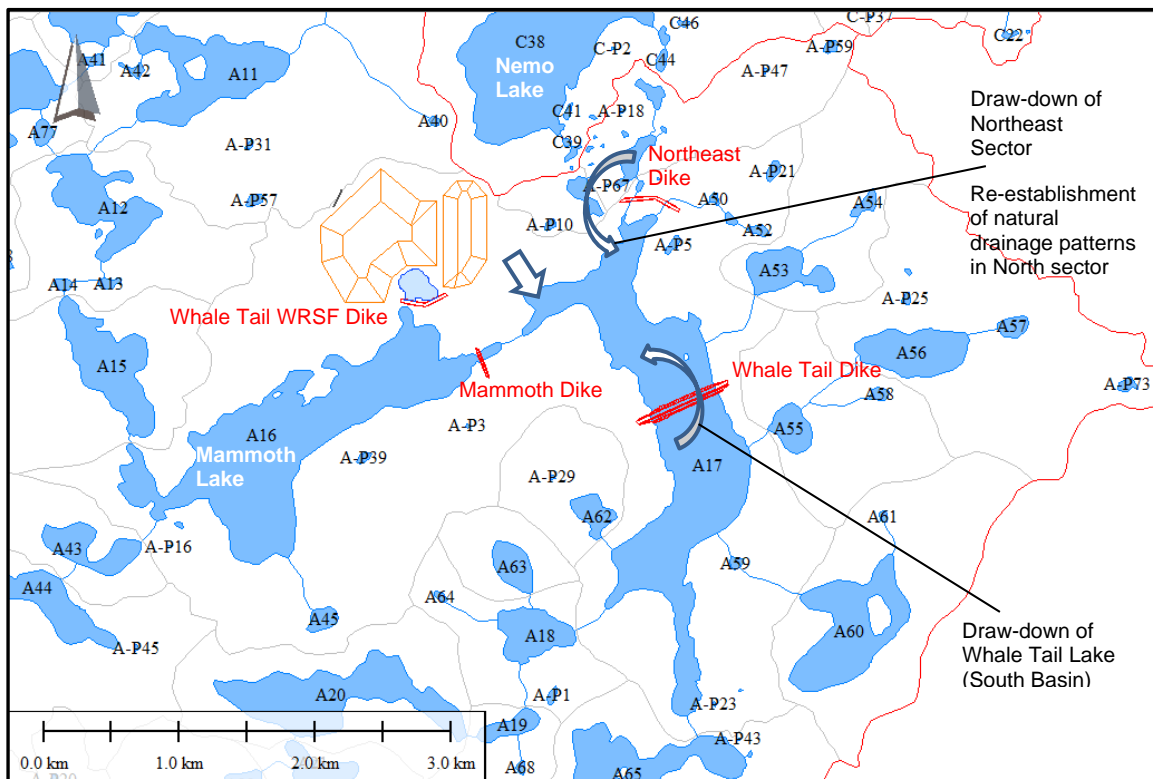 C46
C-P37
C38
C-P2
A-P59
C22
A41
A42
A11
Nemo
Lake
C44
A-P47
Draw-down of
Northeast
Sector
A77
A40
C41
A-P18
A-P31
C39
Northeast
Dike
A-P21
A-P67
A-P57
A50
A54
Re-establishment
of natural
drainage patterns
in North sector
A12
A-P10
A52
A-P5
A53
A14
A13
A-P25
Whale Tail WRSF Dike
A57
A56
A15
Mammoth Dike
Whale Tail Dike
A-P73
A58
A-P3
A55
A16
Mammoth
Lake
A-P39
A17
A-P29
A62
A61
A43
A-P16
A59
A63
A44
A64
A45
A18
A60
Draw-down of
Whale Tail Lake
(South Basin)
A-P45
A20
A-P1
A-P23
A19
A-P43
0.0 km
1.0 km
2.0 km
3.0 km
A68
A65